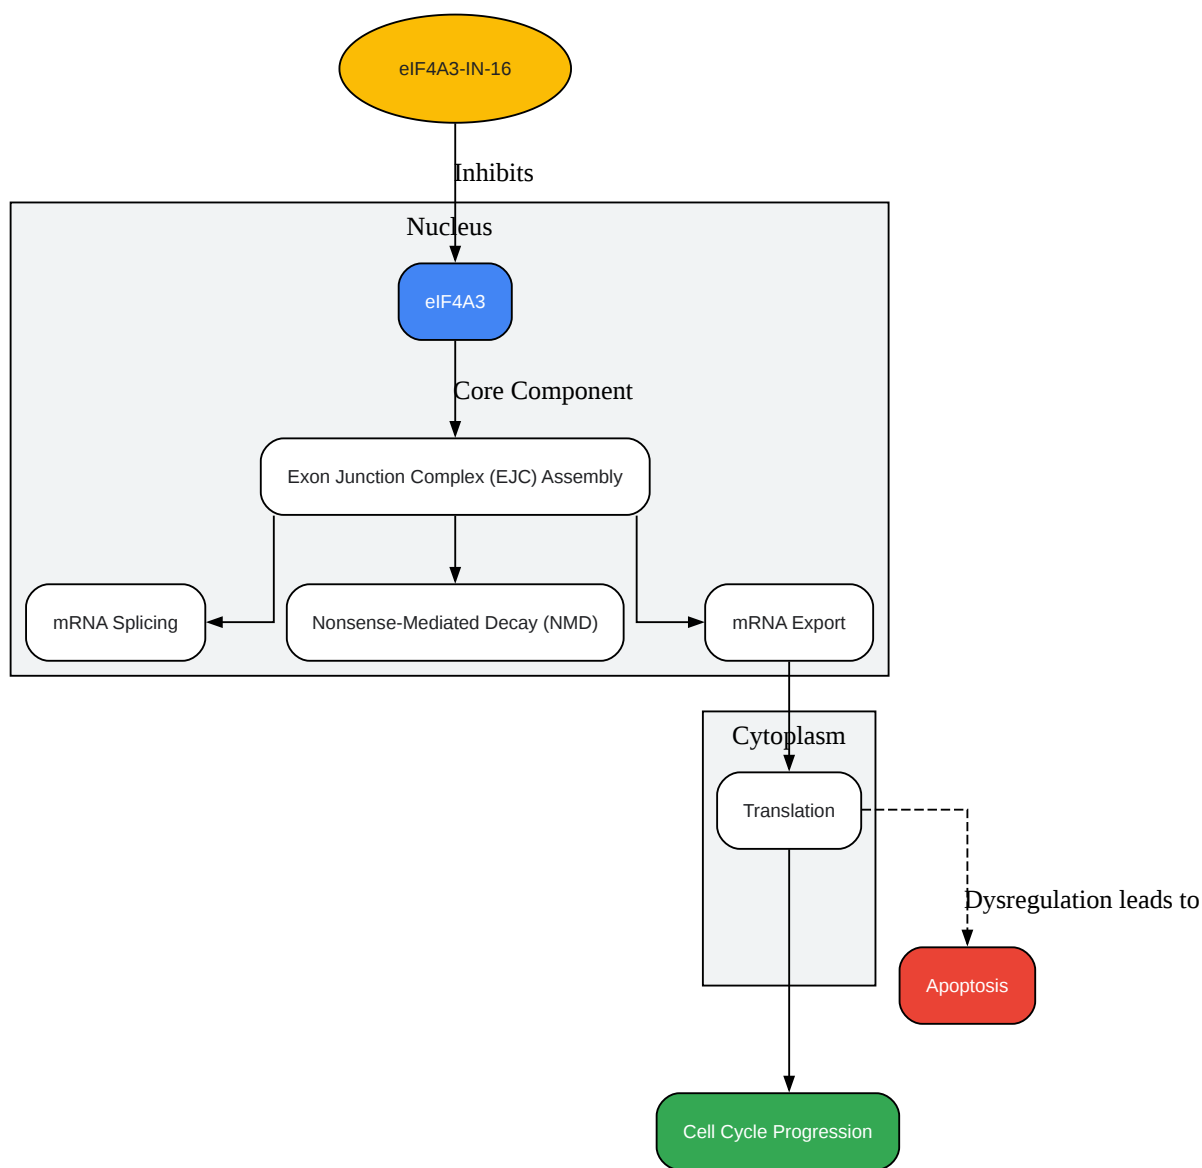 eIF4A3-IN-16
Inhibits
Nucleus
eIF4A3
Core Component
Exon Junction Complex (EJC) Assembly
mRNA Splicing
Nonsense-Mediated Decay (NMD)
mRNA Export
Cytoplasm
Translation
Dysregulation leads to
Apoptosis
Cell Cycle Progression